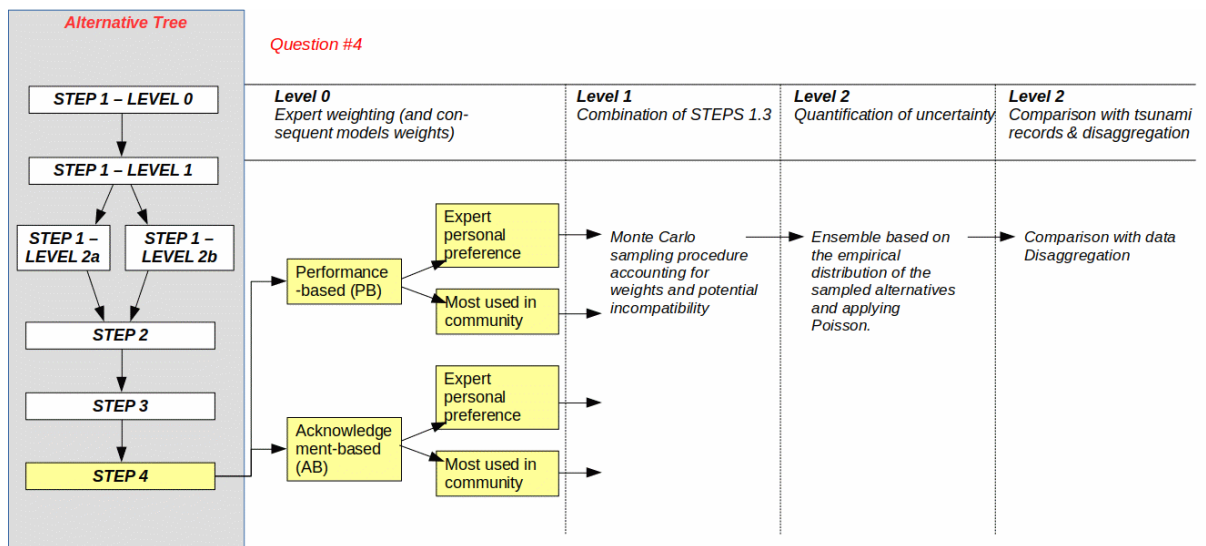 Alternative Tree
STEP 1 – LEVEL 0
STEP 1 – LEVEL 1
STEP 1 –
LEVEL 2a
STEP 1 –
LEVEL 2b
STEP 2
STEP 3
STEP 4
Question #4
Level 0
Expert weighting (and con-
sequent models weights)
Level 1
Combination of STEPS 1.3
Level 2
Quantification of uncertainty
Level 2
Comparison with tsunami
records & disaggregation
Performance
-based (PB)
Expert
personal
preference
Most used in
community
Acknowledge
ment-based
(AB)
Expert
personal
preference
Most used in
community
Monte Carlo
sampling procedure
accounting for
weights and potential
incompatibility
Ensemble based on
the empirical
distribution of the
sampled alternatives
and applying
Poisson.
Comparison with data
Disaggregation